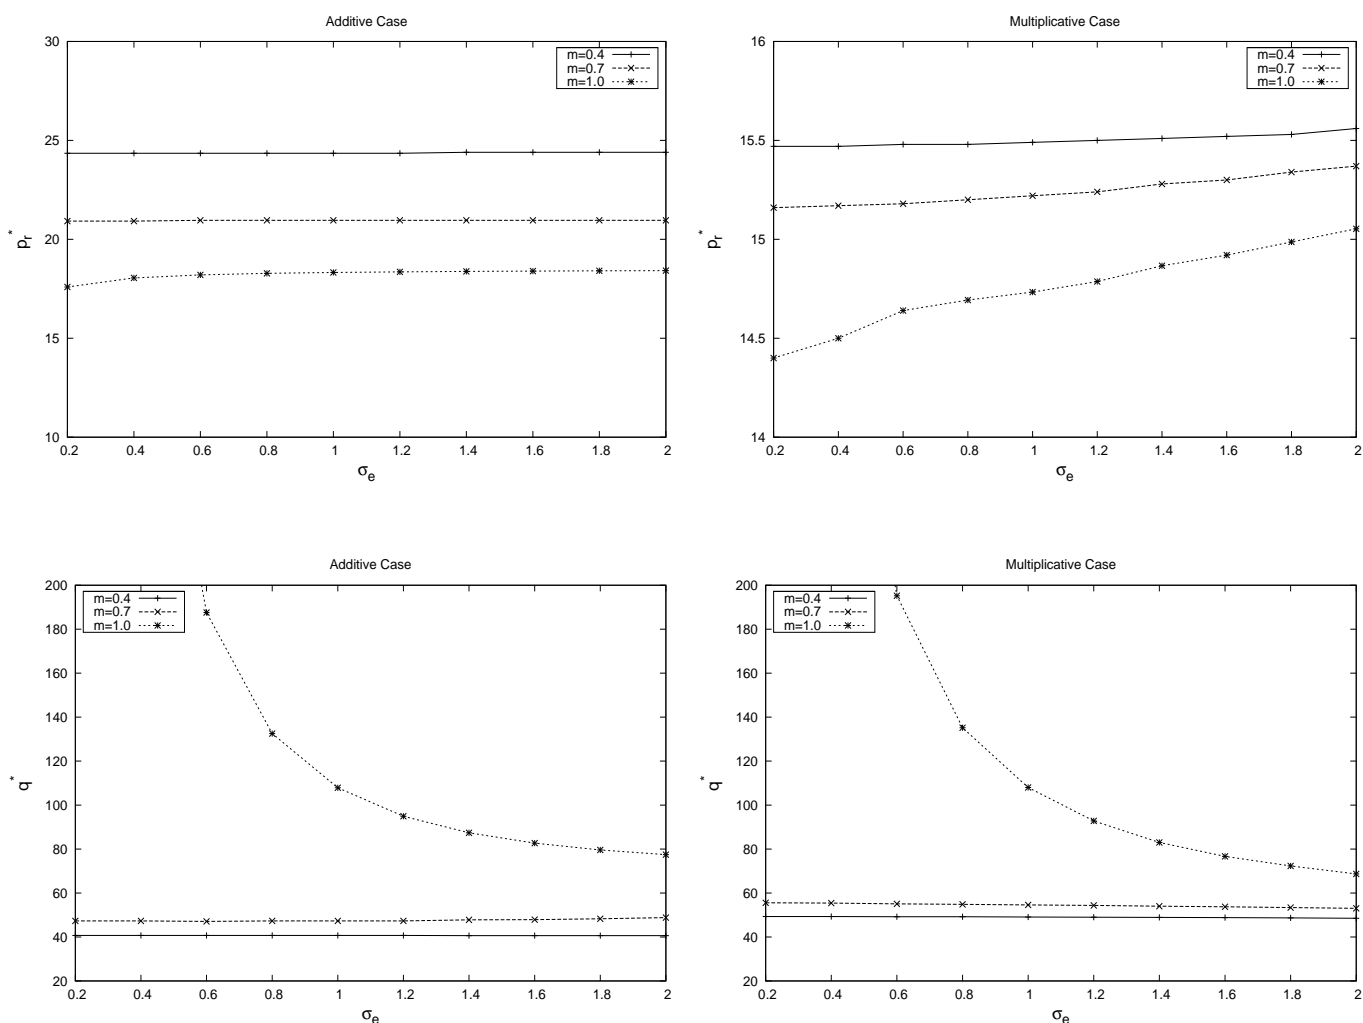 Additive Case
30
25
20
15
10
p_r^*
m=0.4
m=0.7
m=1.0
0.2 0.4 0.6 0.8 1 1.2 1.4 1.6 1.8 2
σ_e
Multiplicative Case
16
15.5
15
14.5
14
p_r^*
m=0.4
m=0.7
m=1.0
0.2 0.4 0.6 0.8 1 1.2 1.4 1.6 1.8 2
σ_e
Additive Case
200
180
160
140
120
100
80
60
40
20
q^*
m=0.4
m=0.7
m=1.0
0.2 0.4 0.6 0.8 1 1.2 1.4 1.6 1.8 2
σ_e
Multiplicative Case
200
180
160
140
120
100
80
60
40
20
q^*
m=0.4
m=0.7
m=1.0
0.2 0.4 0.6 0.8 1 1.2 1.4 1.6 1.8 2
σ_e